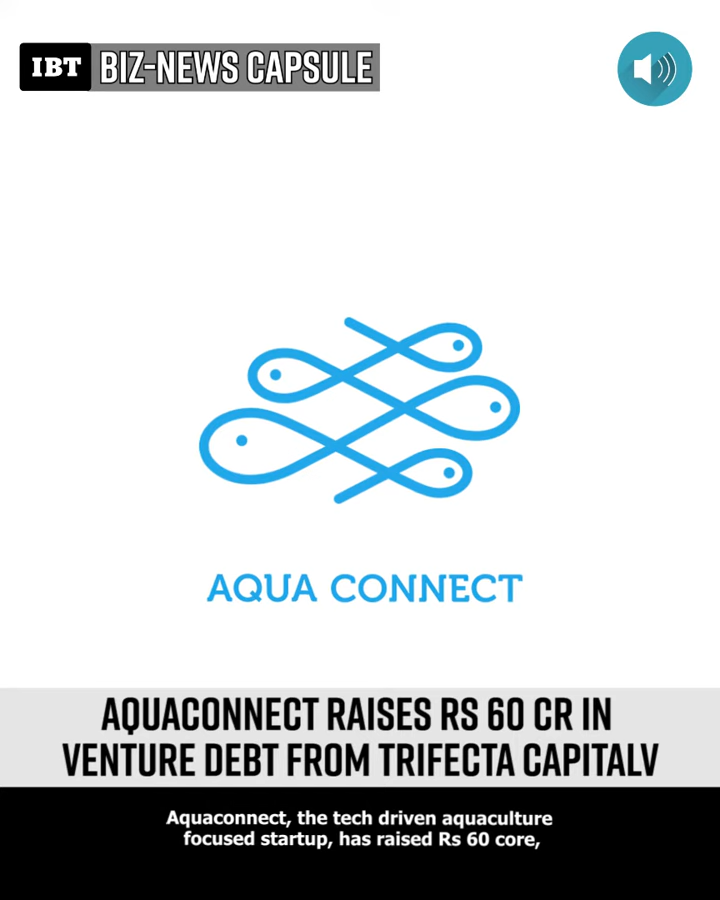 IBT BIZ-NEWS CAPSULE
AQUA CONNECT
AQUACONNECT RAISES RS 60 CR IN
VENTURE DEBT FROM TRIFECTA CAPITALV
Aquaconnect, the tech driven aquaculture
focused startup, has raised Rs 60 core,